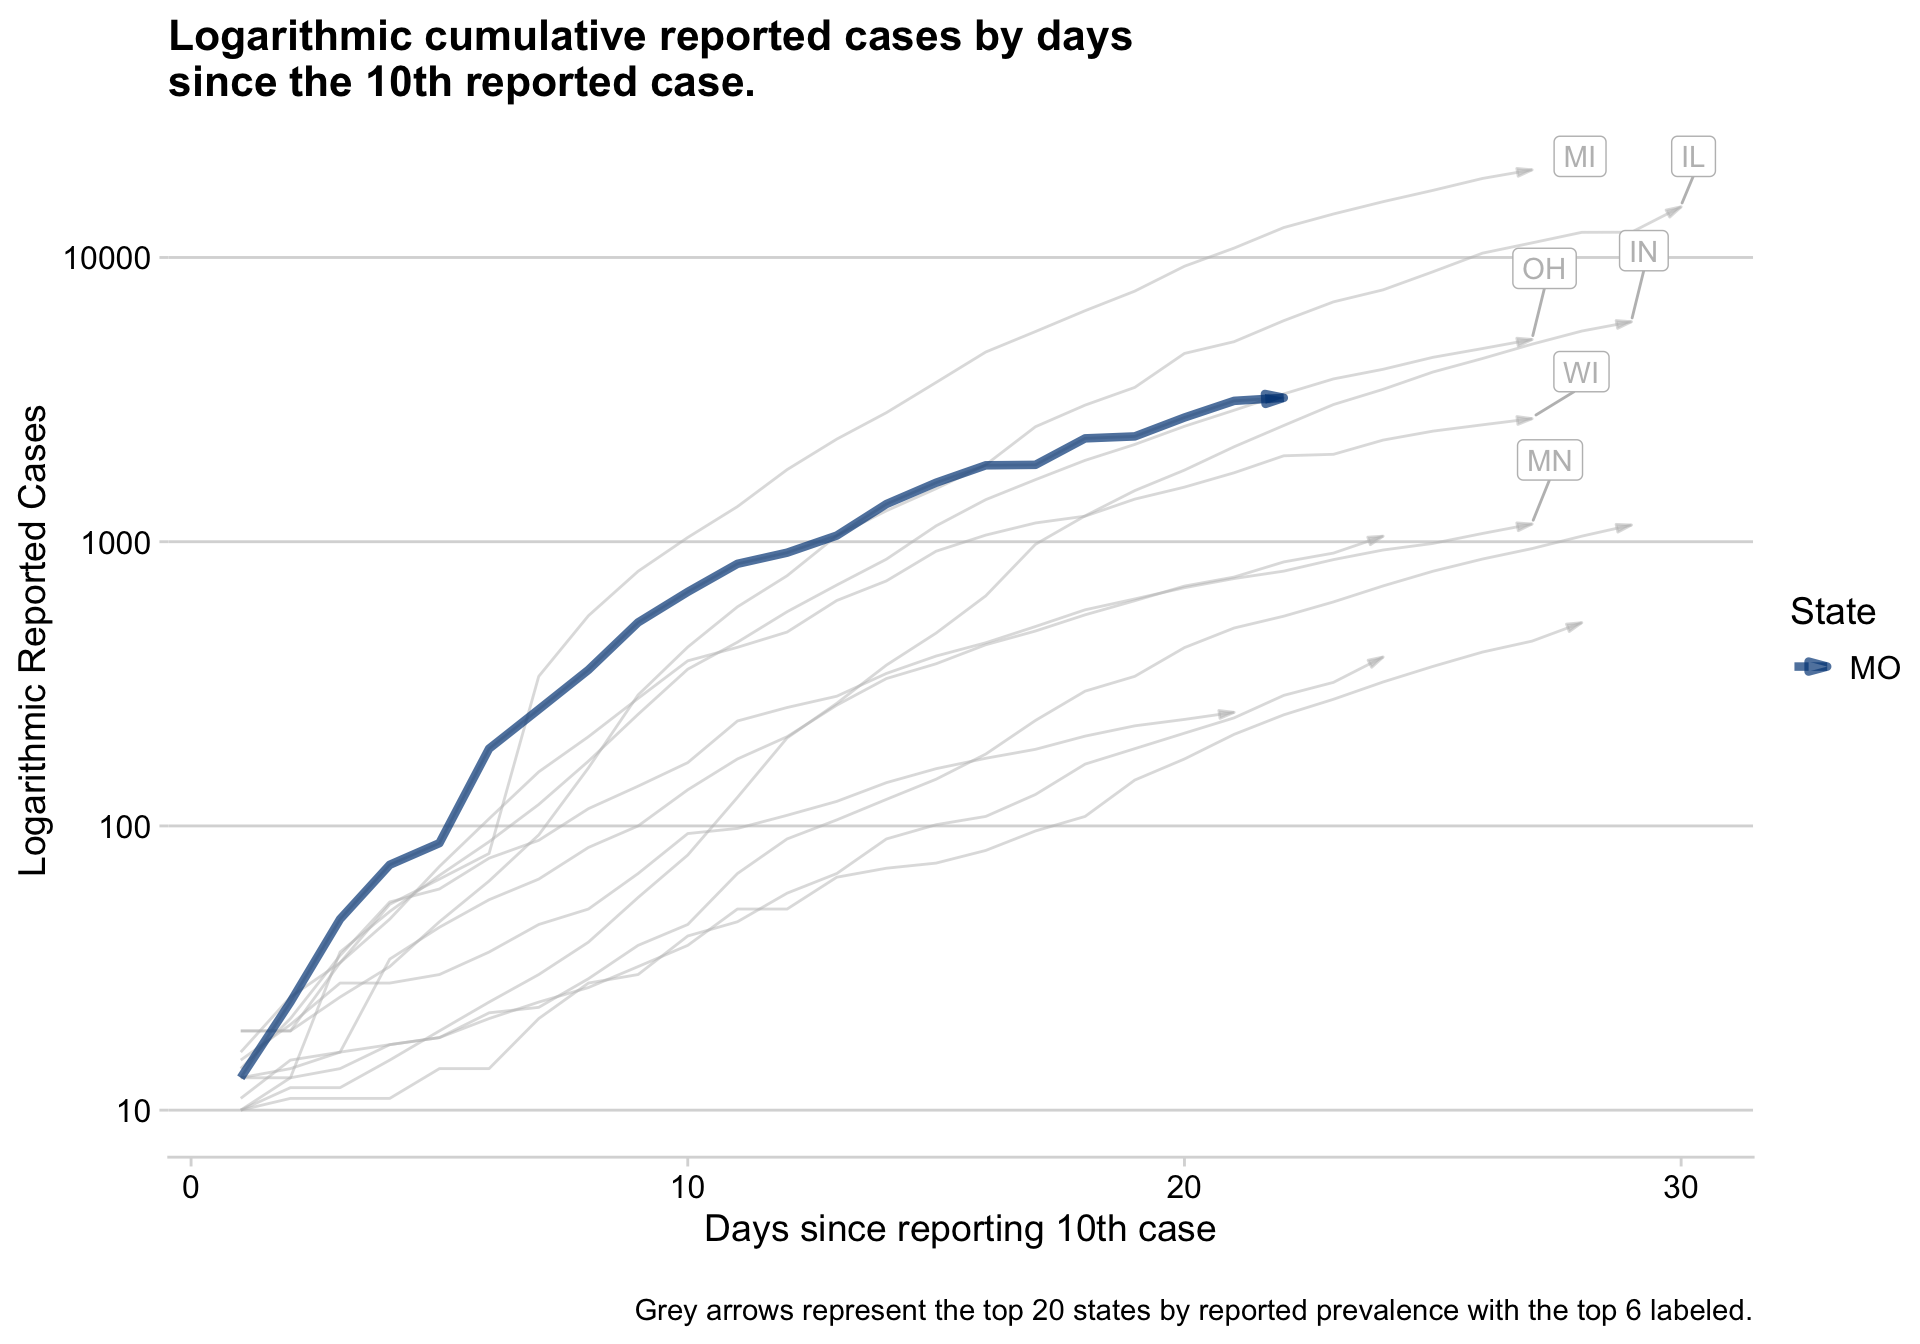 Logarithmic cumulative reported cases by days
since the 10th reported case.
MI
IL
10000
IN
OH
WI
MN
1000
100
10
Logarithmic Reported Cases
State
MO
0
10
20
30
Days since reporting 10th case
Grey arrows represent the top 20 states by reported prevalence with the top 6 labeled.